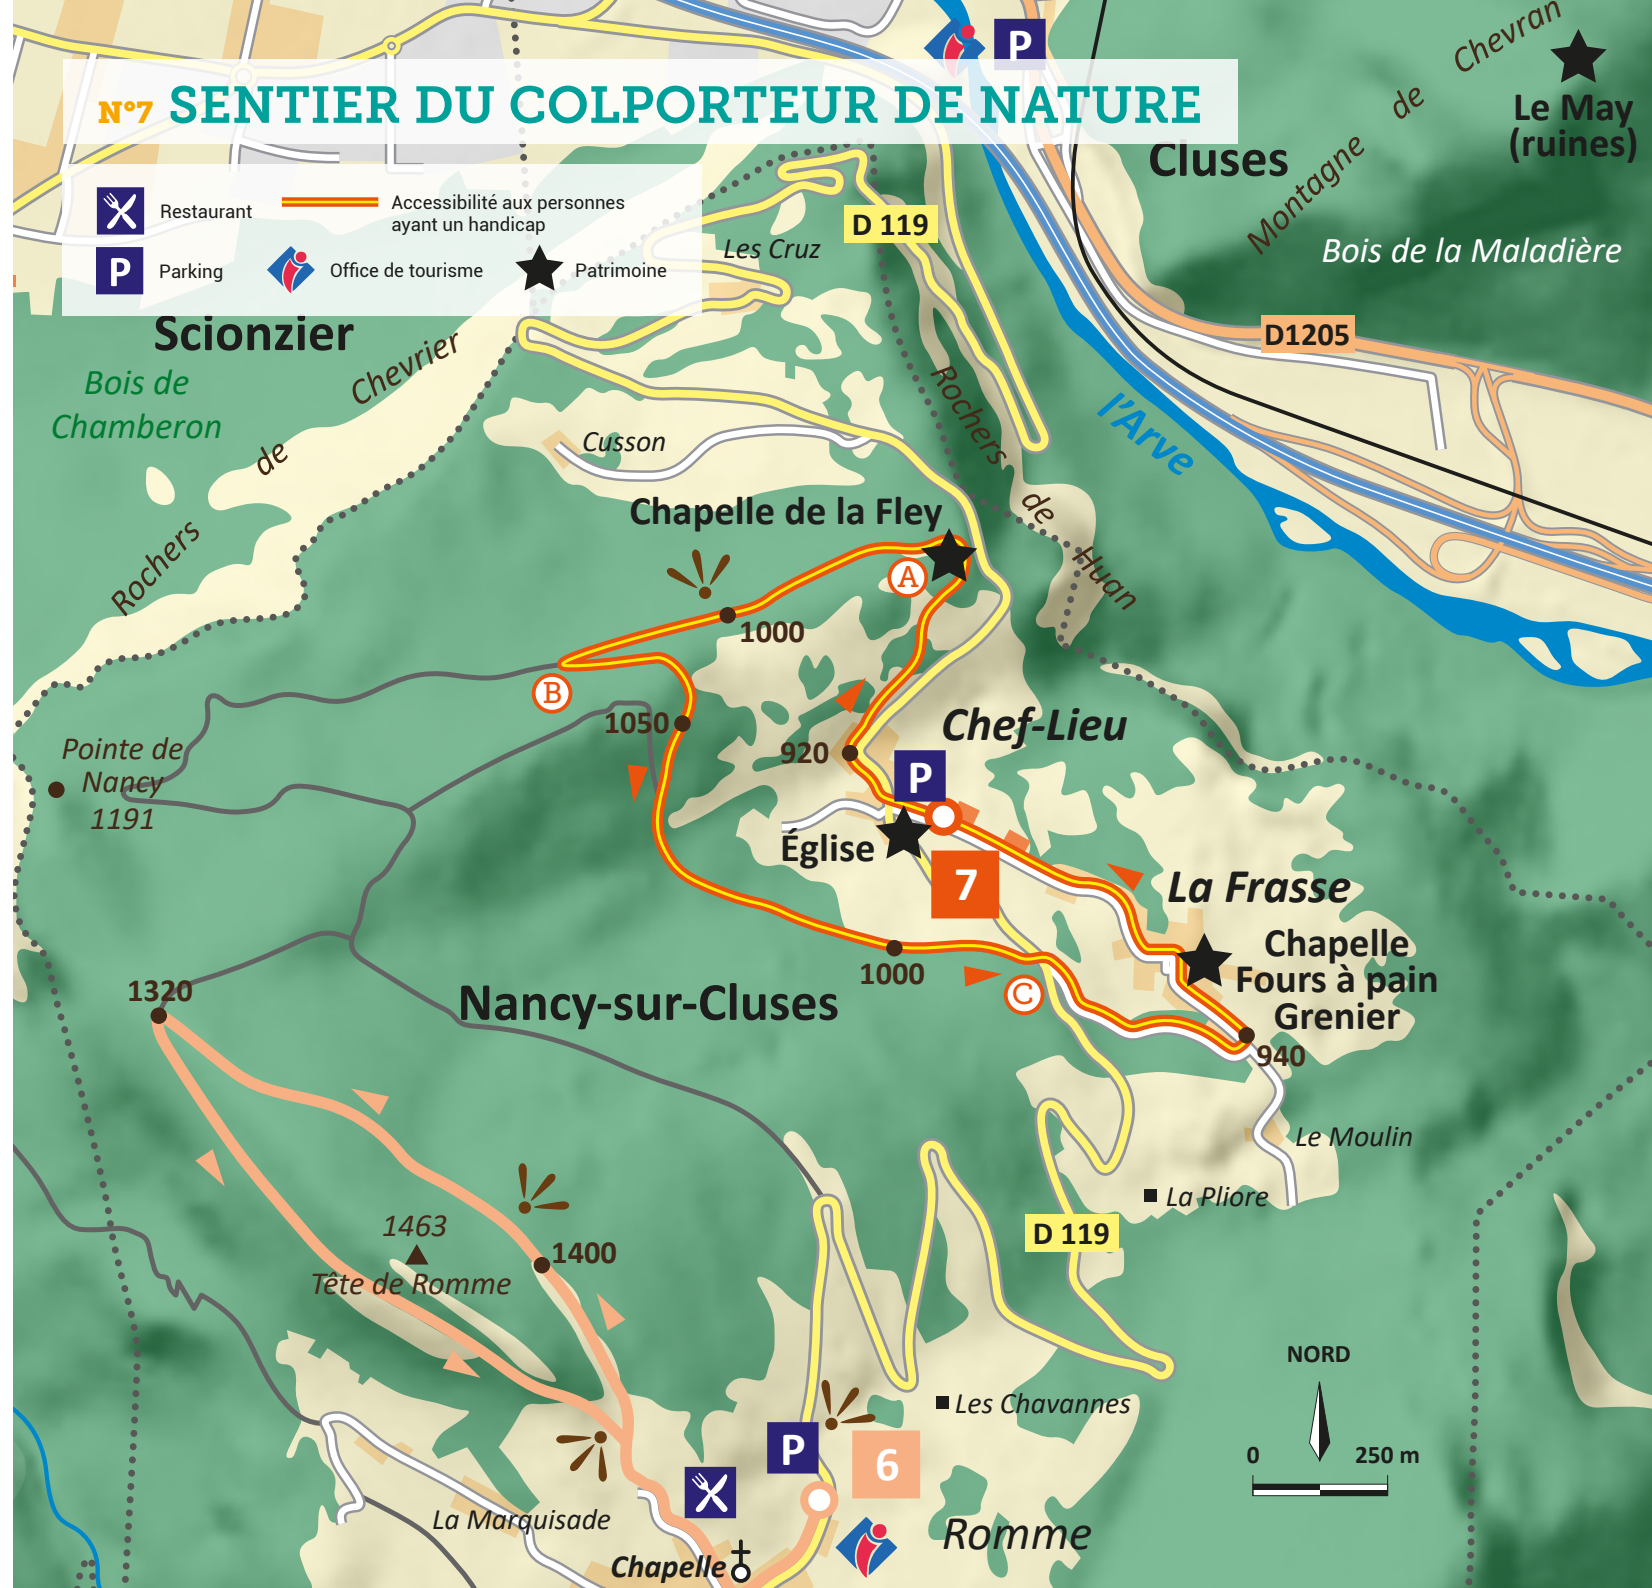 P
N°7 SENTIER DU COLPORTEUR DE NATURE
Restaurant
Accessibilité aux personnes
ayant un handicap
P
Parking
Office de tourisme
Patrimoine
Montagne de Chevran
Le May
(ruines)
Cluses
Bois de la Maladière
D 119
Les Cruz
D1205
Scionzier
Bois de
Chamberon
Rochers de Chevrier
Rochers de Huan
l'Arve
Cusson
Chapelle de la Fley
A
1000
B
1050
920
Chef-Lieu
P
Pointe de
Nancy
1191
Église
7
La Frasse
Chapelle
Fours à pain
Grenier
1000
C
940
1320
Nancy-sur-Cluses
Le Moulin
La Pliore
D 119
1463
Tête de Romme
1400
NORD
0
250 m
Les Chavannes
P
6
La Marquisade
Romme
Chapelle